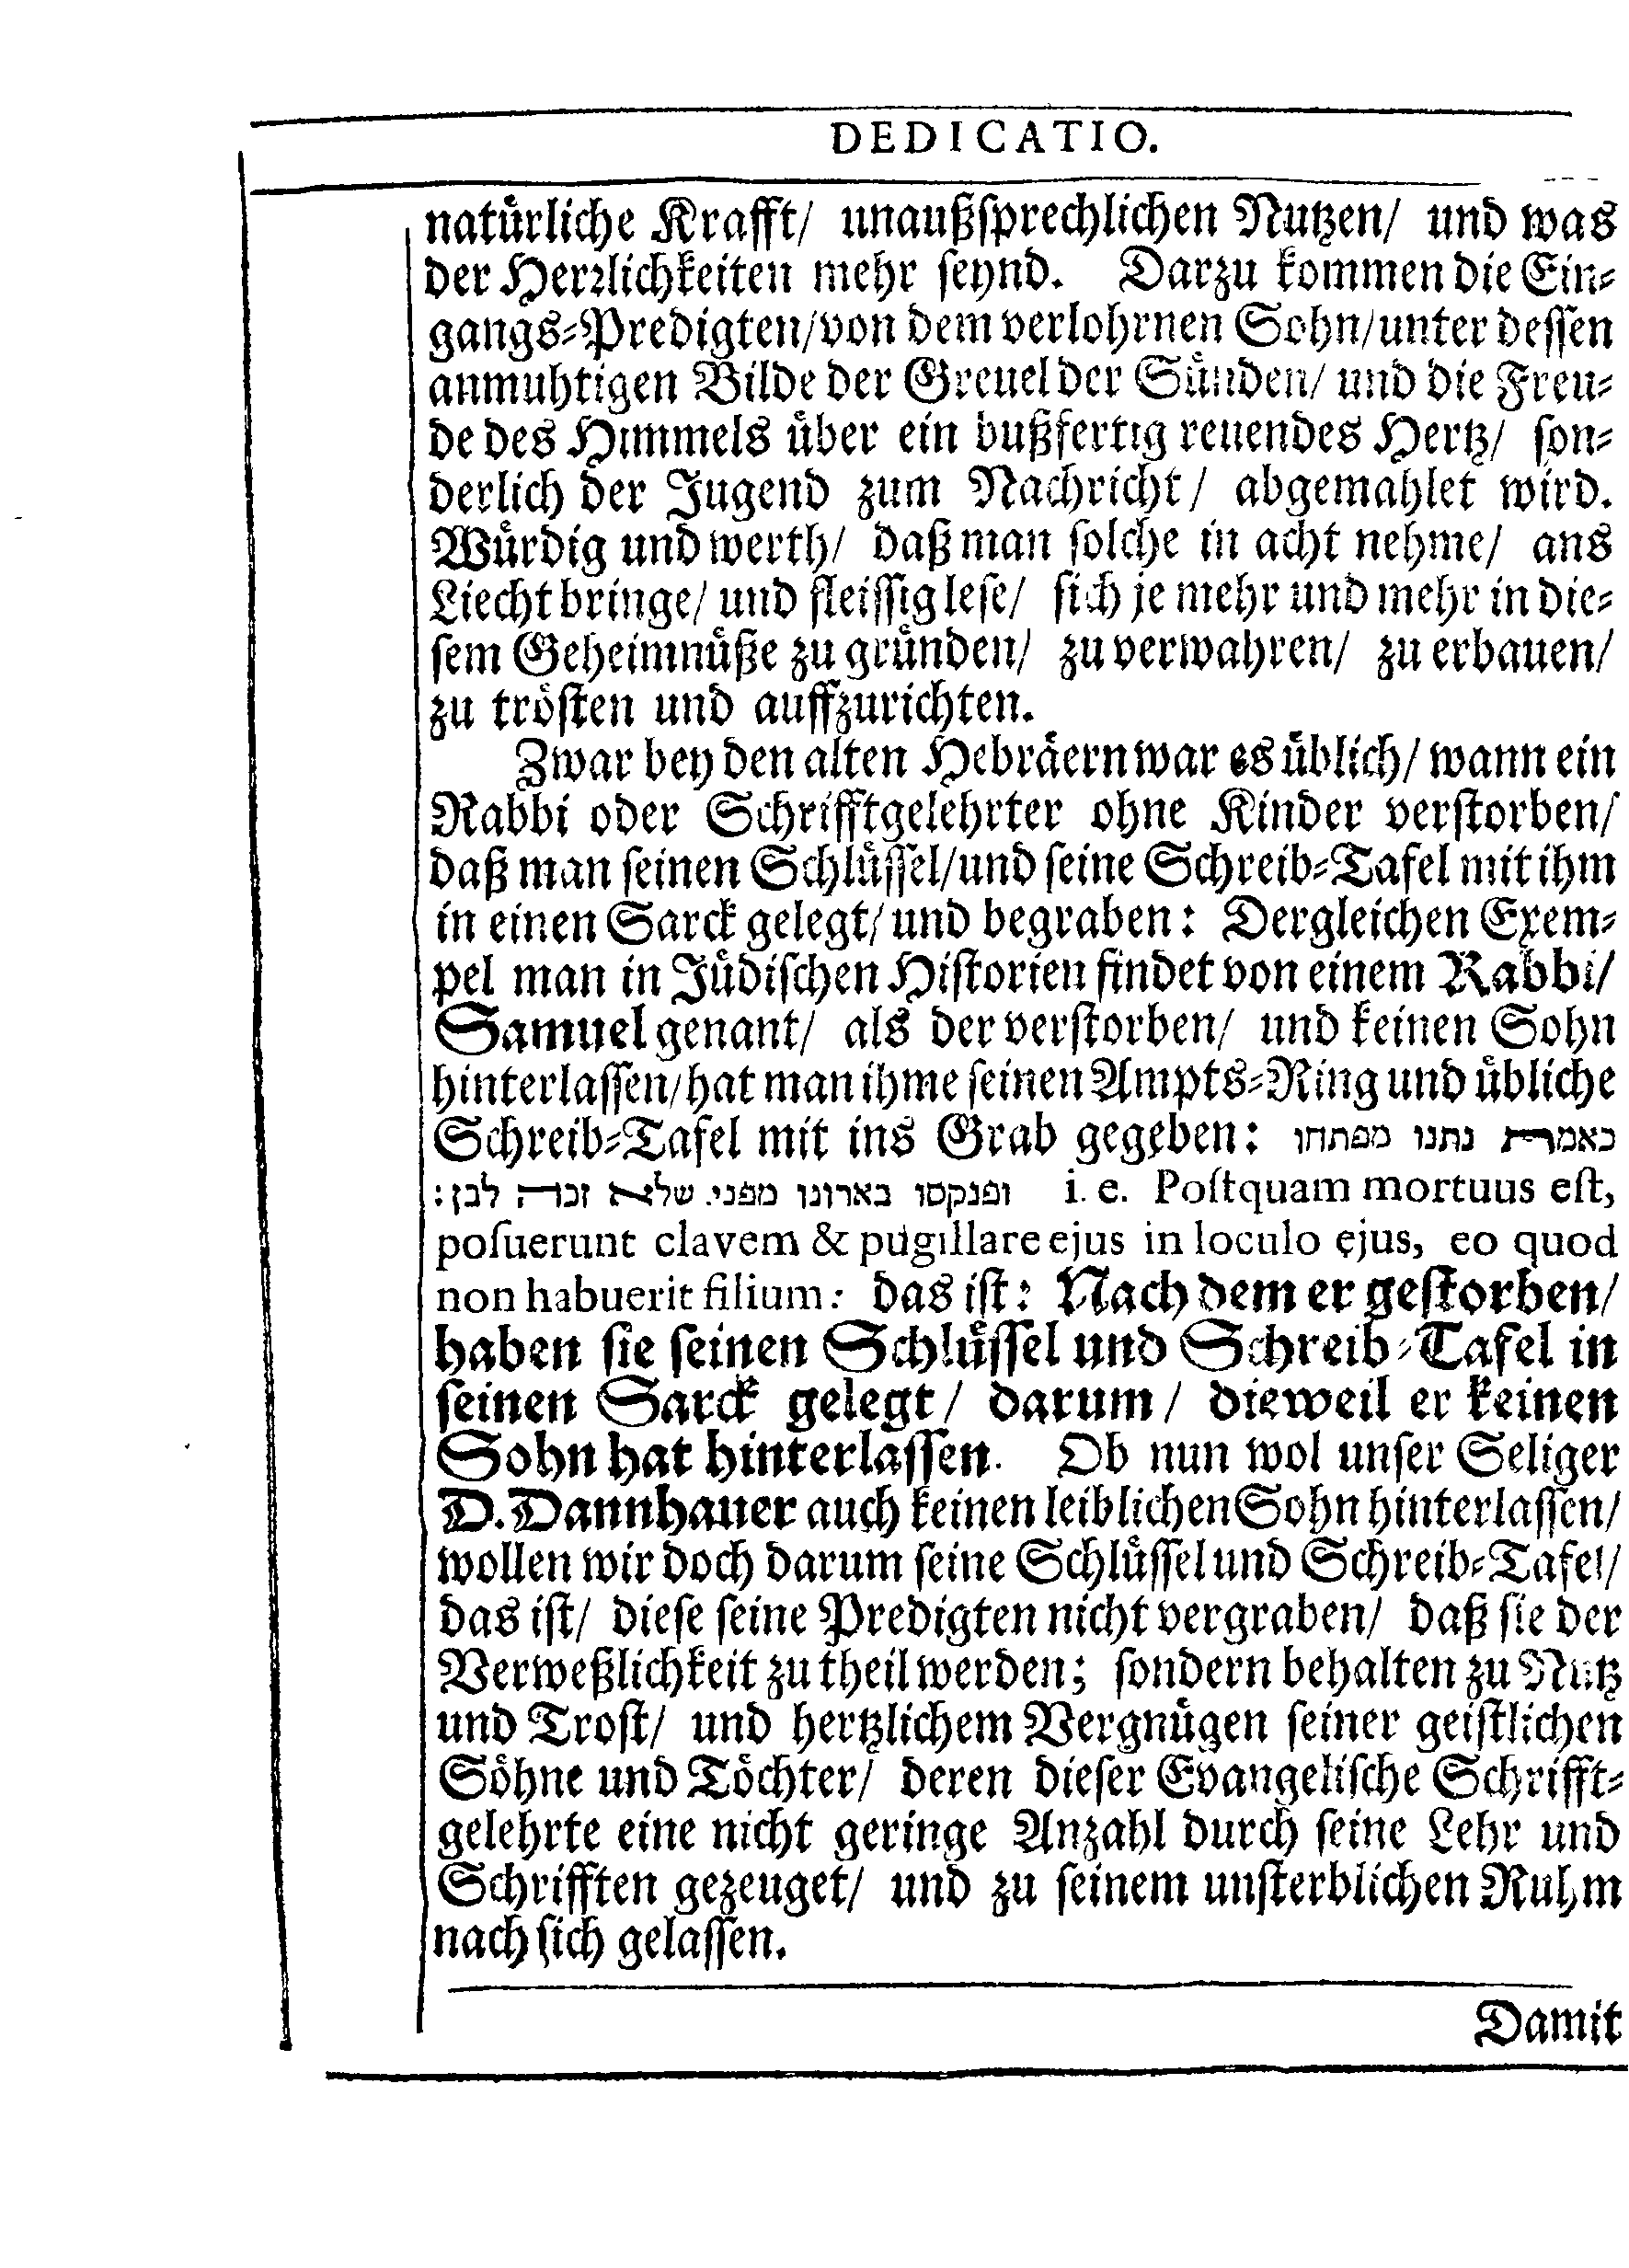 DEDICATIO.
natürliche Krafft/ unaußsprechlichen Nutzen/ und was
der Herzlichkeiten mehr seynd. Darzu kommen die Ein-
gangs-Predigten/von dem verlohrnen Sohn/unter dessen
anmuhtigen Bilde der Greuel der Sünden/ und die Freu-
de des Himmels über ein bußfertig reuendes Hertz/ son-
derlich der Jugend zum Nachricht/ abgemahlet wird.
Würdig und werth/ daß man solche in acht nehme/ ans
Liecht bringe/ und fleissig lese/ sich je mehr und mehr in die-
sem Geheimnüße zu gründen/ zu verwahren/ zu erbauen/
zu trösten und auffzurichten.
Zwar bey den alten Hebräern war es üblich/ wann ein
Rabbi oder Schrifftgelehrter ohne Kinder verstorben/
daß man seinen Schlüssel/und seine Schreib-Tafel mit ihm
in einen Sarck gelegt/ und begraben: Dergleichen Exem-
pel man in Jüdischen Historien findet von einem Rabbi/
Samuel genant/ als der verstorben/ und keinen Sohn
hinterlassen/hat man ihme seinen Ampts-Ring und übliche
Schreib-Tafel mit ins Grab gegeben: נתנו מפתחו
ופנקסו בארונו מפני שלא זכה לבן: i. e. Postquam mortuus est,
posuerunt clavem & pugillare ejus in loculo ejus, eo quod
non habuerit filium: das ist: Nach dem er gestorben/
haben sie seinen Schlüssel und Schreib-Tafel in
seinen Sarck gelegt/ darum/ dieweil er keinen
Sohn hat hinterlassen. Ob nun wol unser Seliger
D. Dannhauer auch keinen leiblichen Sohn hinterlassen/
wollen wir doch darum seine Schlüssel und Schreib-Tafel/
das ist/ diese seine Predigten nicht vergraben/ daß sie der
Verweßlichkeit zu theil werden; sondern behalten zu Nutz
und Trost/ und hertzlichem Vergnügen seiner geistlichen
Söhne und Töchter/ deren dieser Evangelische Schrifft-
gelehrte eine nicht geringe Anzahl durch seine Lehr und
Schrifften gezeuget/ und zu seinem unsterblichen Ruhm
nach sich gelassen.
Damit